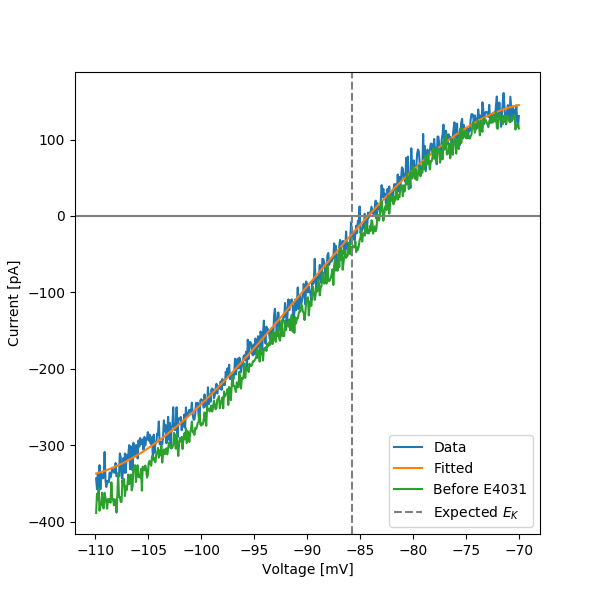 100
0
−100
−200
−300
−400
−110
−105
−100
−95
−90
−85
−80
−75
−70
Current [pA]
Voltage [mV]
Data
Fitted
Before E4031
Expected E_K